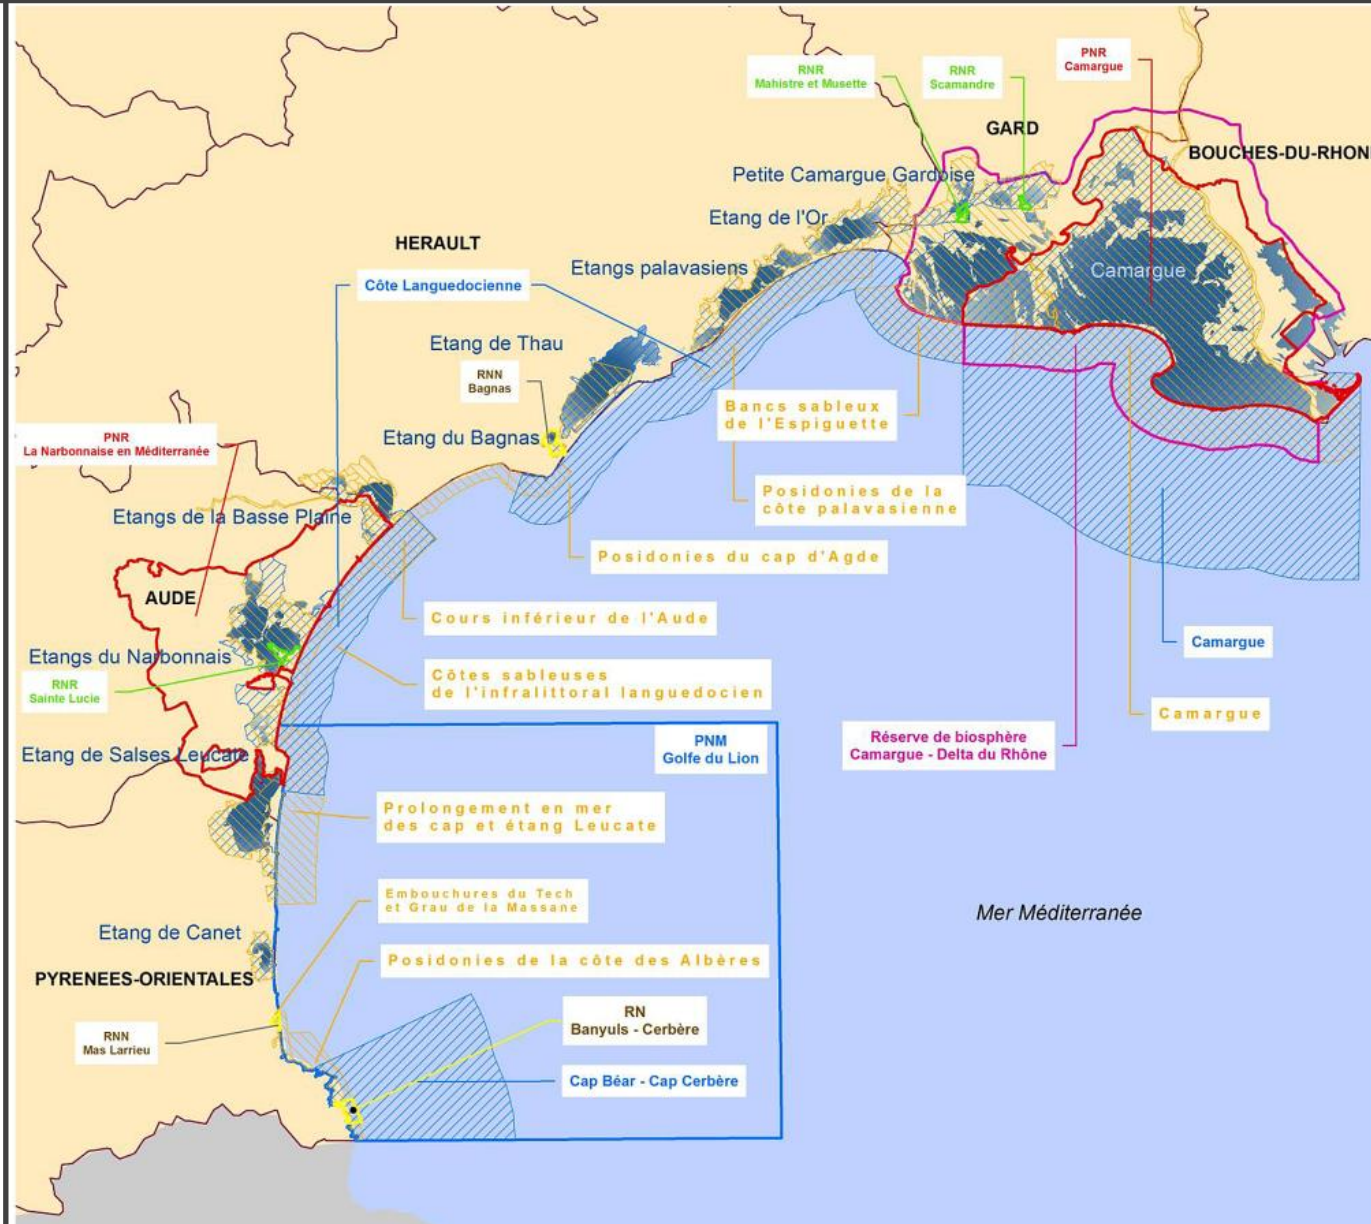 PNR
Camargue
RNR
Mahistre et Musette
RNR
Scamandre
GARD
BOUCHES-DU-RHON
Petite Camargue Gardoise
Etang de l'Or
HERAULT
Etangs palavasiens
Camargue
Côte Languedocienne
Etang de Thau
RNN
Bagnas
Bancs sableux
de l'Espiguette
PNR
La Narbonnaise en Méditerranée
Etang du Bagnas
Posidonies de la
côte palavasienne
Etangs de la Basse Plaine
Posidonies du cap d'Agde
AUDE
Cours inférieur de l'Aude
Camargue
Etangs du Narbonnais
RNR
Sainte Lucie
Côtes sableuses
de l'infralittoral languedocien
Camargue
Etang de Salses Leucate
PNM
Golfe du Lion
Réserve de biosphère
Camargue - Delta du Rhône
Prolongement en mer
des cap et étang Leucate
Embouchures du Tech
et Grau de la Massane
Mer Méditerranée
Etang de Canet
Posidonies de la côte des Albères
PYRENEES-ORIENTALES
RN
Banyuls - Cerbère
RNN
Mas Larrieu
Cap Béar - Cap Cerbère